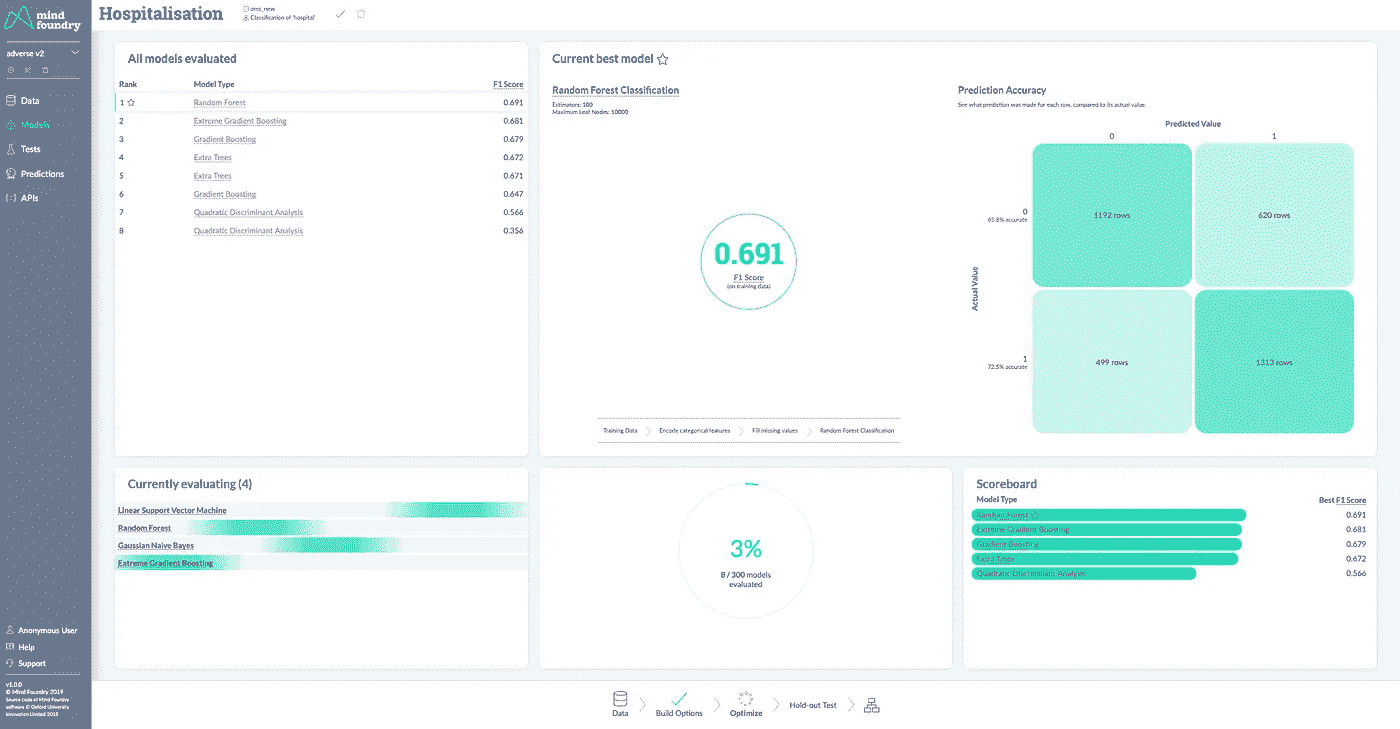 mind
foundry
Hospitalisation
Classification of 'hospital'
adverse v2
Data
Models
Tests
Predictions
APIs
Anonymous User
Help
Support
v1.0.0
© Mind Foundry 2019
Source code of Mind Foundry
software © Oxford University
All models evaluated
Rank Model Type F1 Score
1 Random Forest 0.691
2 Extreme Gradient Boosting 0.681
3 Gradient Boosting 0.679
4 Extra Trees 0.672
5 Extra Trees 0.671
6 Gradient Boosting 0.647
7 Quadratic Discriminant Analysis 0.566
8 Quadratic Discriminant Analysis 0.356
Current best model
Random Forest Classification
Estimators: 100
Maximum Leaf Nodes: 10000
0.691
F1 Score
(on training data)
Training Data Encode categorical features Fill missing values Random Forest Classification
Prediction Accuracy
See what prediction was made for each row, compared to its actual value.
Predicted Value
0 1
Actual Value
0
65.8% accurate
1192 rows 620 rows
1
72.5% accurate
499 rows 1313 rows
Currently evaluating (4)
Linear Support Vector Machine
Random Forest
Gaussian Naive Bayes
Extreme Gradient Boosting
3%
8 / 300 models
evaluated
Scoreboard
Model Type Best F1 Score
Random Forest 0.691
Extreme Gradient Boosting 0.681
Gradient Boosting 0.679
Extra Trees 0.672
Quadratic Discriminant Analysis 0.566
Data Build Options Optimize Hold-out Test